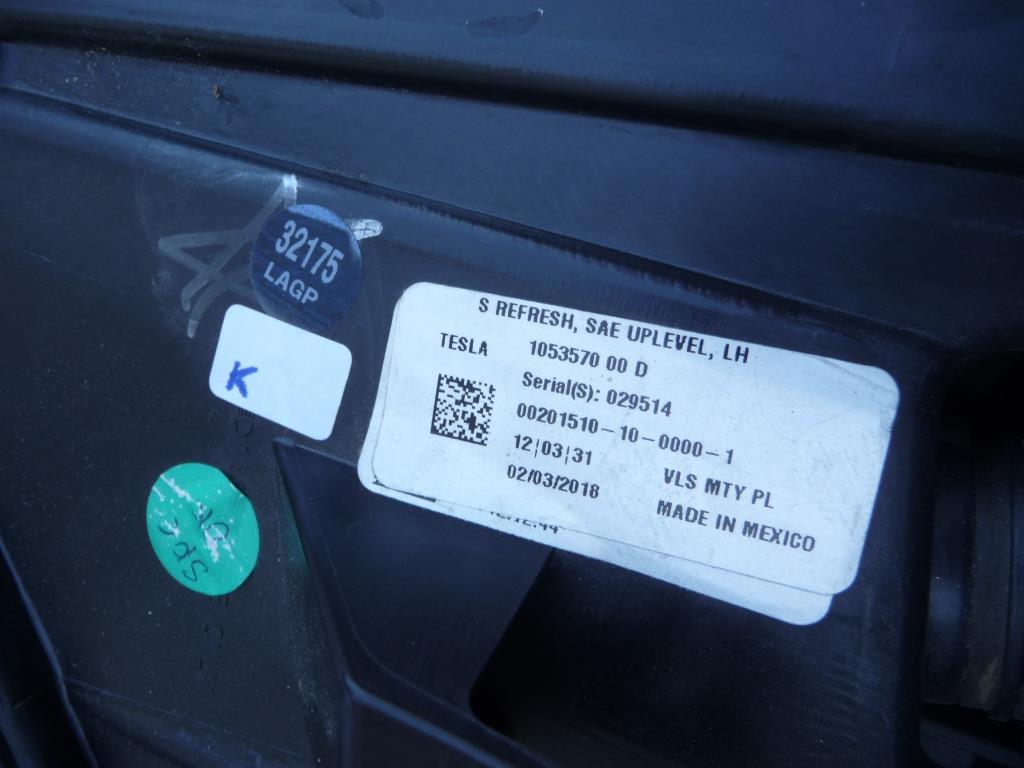 32175
LAGP
K
S REFRESH, SAE UPLEVEL, LH
TESLA
1053570 00 D
Serial(S): 029514
00201510-10-0000-1
12¦03¦31
VLS MTY PL
02/03/2018
MADE IN MEXICO